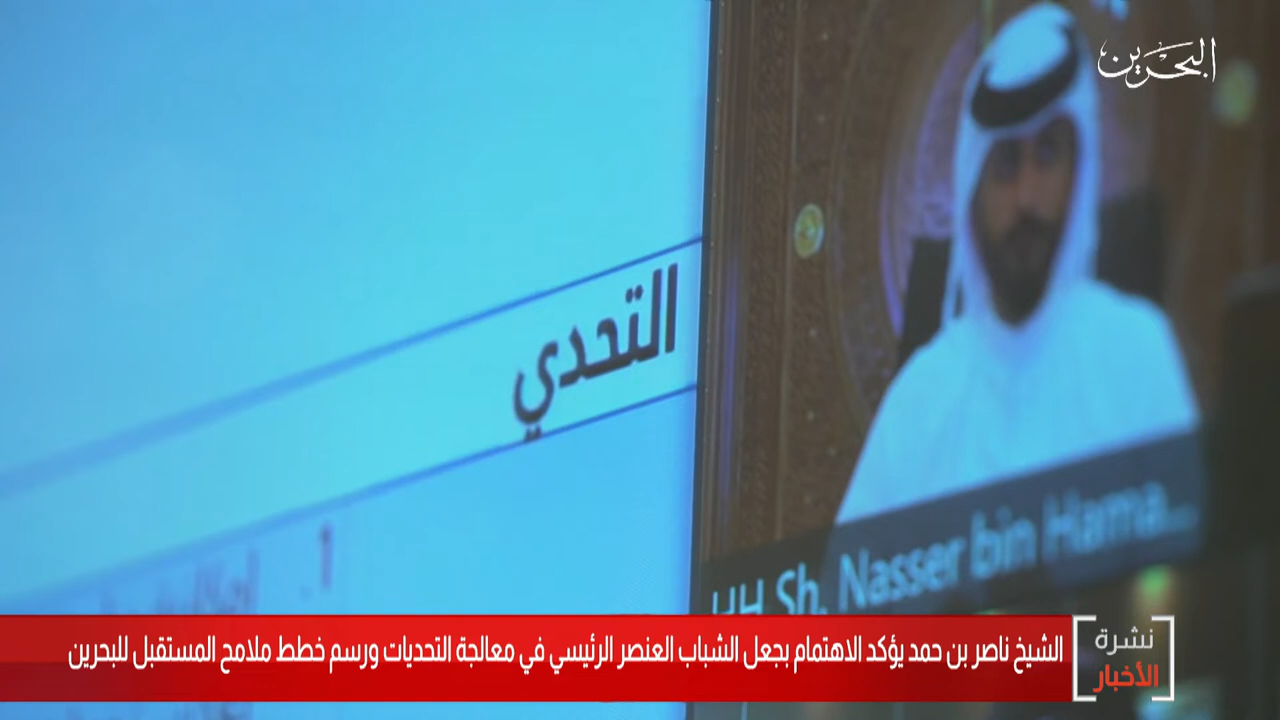 البحرين
التحدي
1.
HH Sh. Nasser bin Hama...
نشرة
الأخبار
الشيخ ناصر بن حمد يؤكد الاهتمام بجعل الشباب العنصر الرئيسي في معالجة التحديات ورسم خطط ملامح المستقبل للبحرين